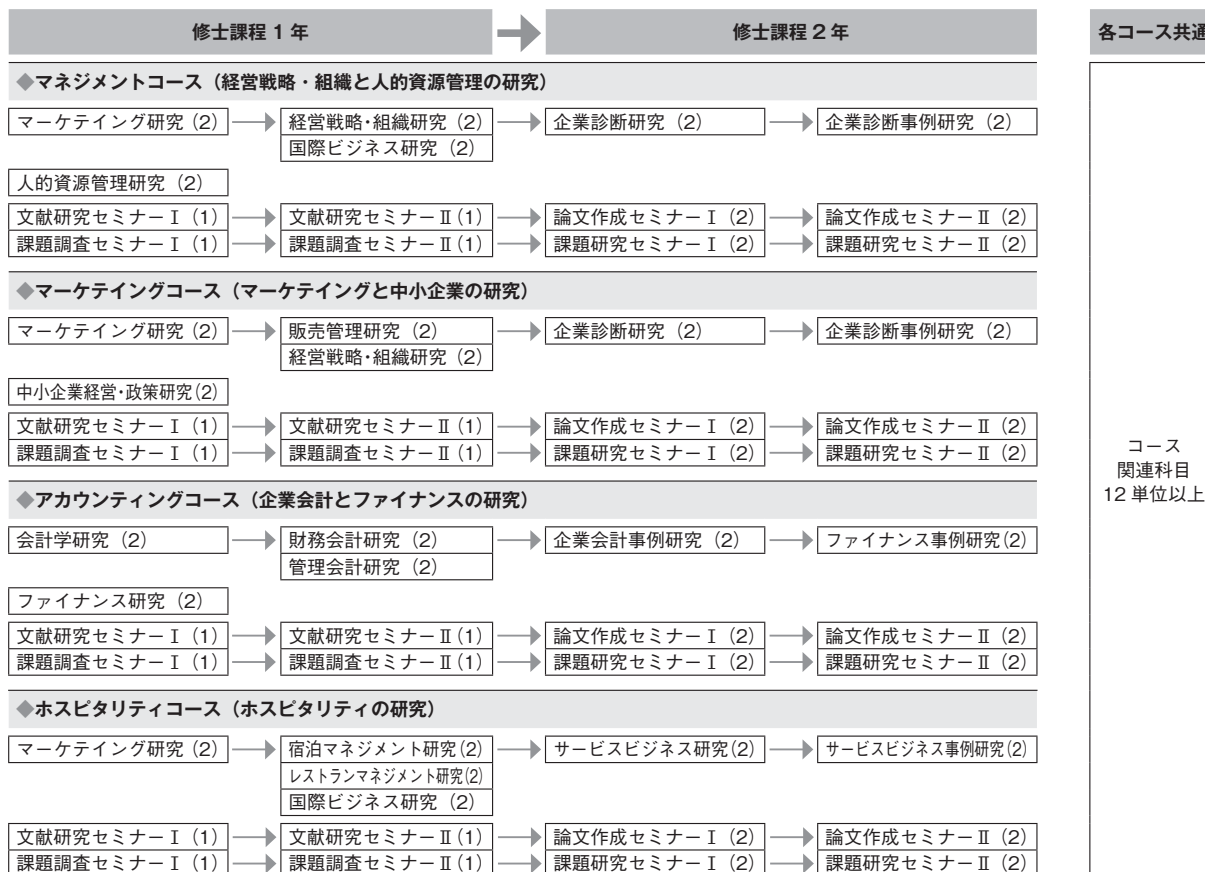 修士課程 1 年
修士課程 2 年
各コース共通
◆マネジメントコース（経営戦略・組織と人的資源管理の研究）
マーケテイング研究（2）
経営戦略・組織研究（2）
企業診断研究（2）
企業診断事例研究（2）
国際ビジネス研究（2）
人的資源管理研究（2）
文献研究セミナーⅠ（1）
文献研究セミナーⅡ（1）
論文作成セミナーⅠ（2）
論文作成セミナーⅡ（2）
課題調査セミナーⅠ（1）
課題調査セミナーⅡ（1）
課題研究セミナーⅠ（2）
課題研究セミナーⅡ（2）
◆マーケテイングコース（マーケテイングと中小企業の研究）
マーケテイング研究（2）
販売管理研究（2）
企業診断研究（2）
企業診断事例研究（2）
経営戦略・組織研究（2）
中小企業経営・政策研究（2）
文献研究セミナーⅠ（1）
文献研究セミナーⅡ（1）
論文作成セミナーⅠ（2）
論文作成セミナーⅡ（2）
課題調査セミナーⅠ（1）
課題調査セミナーⅡ（1）
課題研究セミナーⅠ（2）
課題研究セミナーⅡ（2）
◆アカウンティングコース（企業会計とファイナンスの研究）
会計学研究（2）
財務会計研究（2）
企業会計事例研究（2）
ファイナンス事例研究（2）
管理会計研究（2）
ファイナンス研究（2）
文献研究セミナーⅠ（1）
文献研究セミナーⅡ（1）
論文作成セミナーⅠ（2）
論文作成セミナーⅡ（2）
課題調査セミナーⅠ（1）
課題調査セミナーⅡ（1）
課題研究セミナーⅠ（2）
課題研究セミナーⅡ（2）
◆ホスピタリティコース（ホスピタリティの研究）
マーケテイング研究（2）
宿泊マネジメント研究（2）
サービスビジネス研究（2）
サービスビジネス事例研究（2）
レストランマネジメント研究（2）
国際ビジネス研究（2）
文献研究セミナーⅠ（1）
文献研究セミナーⅡ（1）
論文作成セミナーⅠ（2）
論文作成セミナーⅡ（2）
課題調査セミナーⅠ（1）
課題調査セミナーⅡ（1）
課題研究セミナーⅠ（2）
課題研究セミナーⅡ（2）
コース
関連科目
12 単位以上